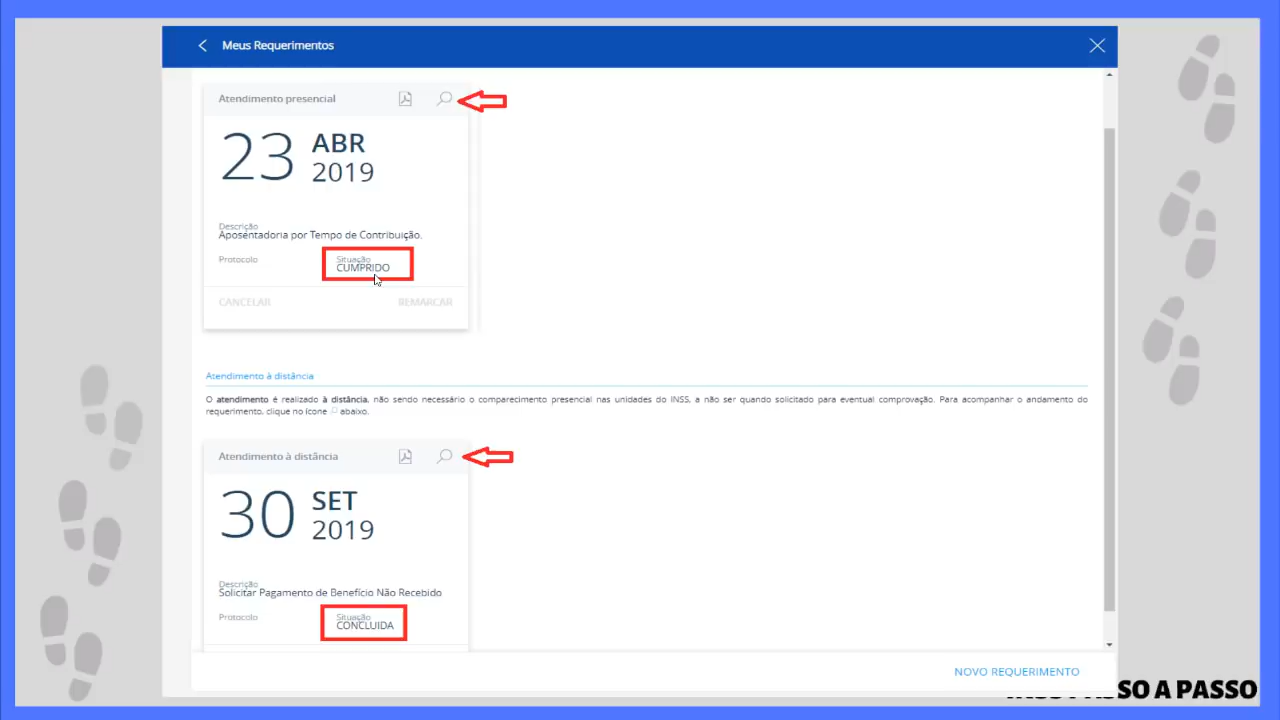 Meus Requerimentos
Atendimento presencial
23 ABR
2019
Descrição
Aposentadoria por Tempo de Contribuição.
Protocolo Situação
CUMPRIDO
CANCELAR REMARCAR
Atendimento à distância
O atendimento é realizado à distância, não sendo necessário o comparecimento presencial nas unidades do INSS, a não ser quando solicitado para eventual comprovação. Para acompanhar o andamento do
requerimento, clique no ícone abaixo.
Atendimento à distância
30 SET
2019
Descrição
Solicitar Pagamento de Benefício Não Recebido
Protocolo Situação
CONCLUIDA
NOVO REQUERIMENTO
A PASSO